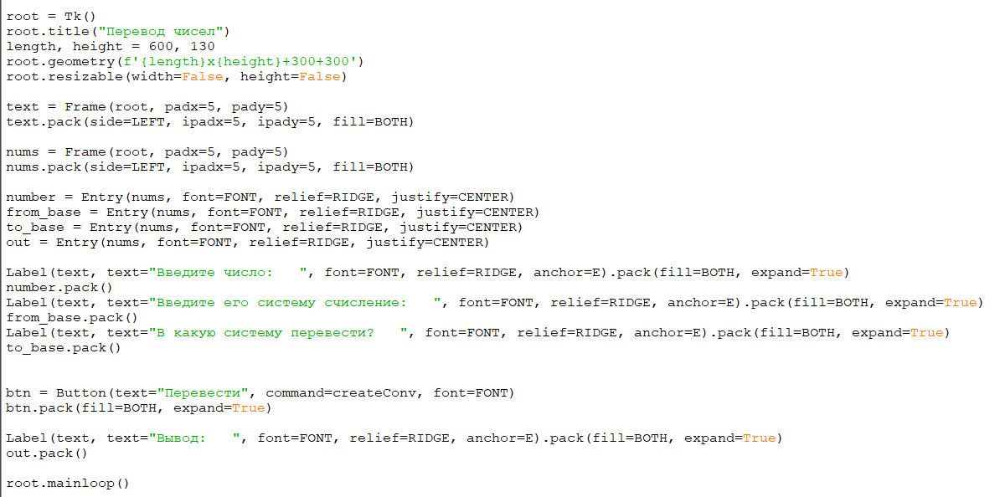 root = Tk()
root.title("Перевод чисел")
length, height = 600, 130
root.geometry(f'{length}x{height}+300+300')
root.resizable(width=False, height=False)
text = Frame(root, padx=5, pady=5)
text.pack(side=LEFT, ipadx=5, ipady=5, fill=BOTH)
nums = Frame(root, padx=5, pady=5)
nums.pack(side=LEFT, ipadx=5, ipady=5, fill=BOTH)
number = Entry(nums, font=FONT, relief=RIDGE, justify=CENTER)
from_base = Entry(nums, font=FONT, relief=RIDGE, justify=CENTER)
to_base = Entry(nums, font=FONT, relief=RIDGE, justify=CENTER)
out = Entry(nums, font=FONT, relief=RIDGE, justify=CENTER)
Label(text, text="Введите число:   ", font=FONT, relief=RIDGE, anchor=E).pack(fill=BOTH, expand=True)
number.pack()
Label(text, text="Введите его систему счисление:   ", font=FONT, relief=RIDGE, anchor=E).pack(fill=BOTH, expand=True)
from_base.pack()
Label(text, text="В какую систему перевести?   ", font=FONT, relief=RIDGE, anchor=E).pack(fill=BOTH, expand=True)
to_base.pack()
btn = Button(text="Перевести", command=createConv, font=FONT)
btn.pack(fill=BOTH, expand=True)
Label(text, text="Вывод:   ", font=FONT, relief=RIDGE, anchor=E).pack(fill=BOTH, expand=True)
out.pack()
root.mainloop()